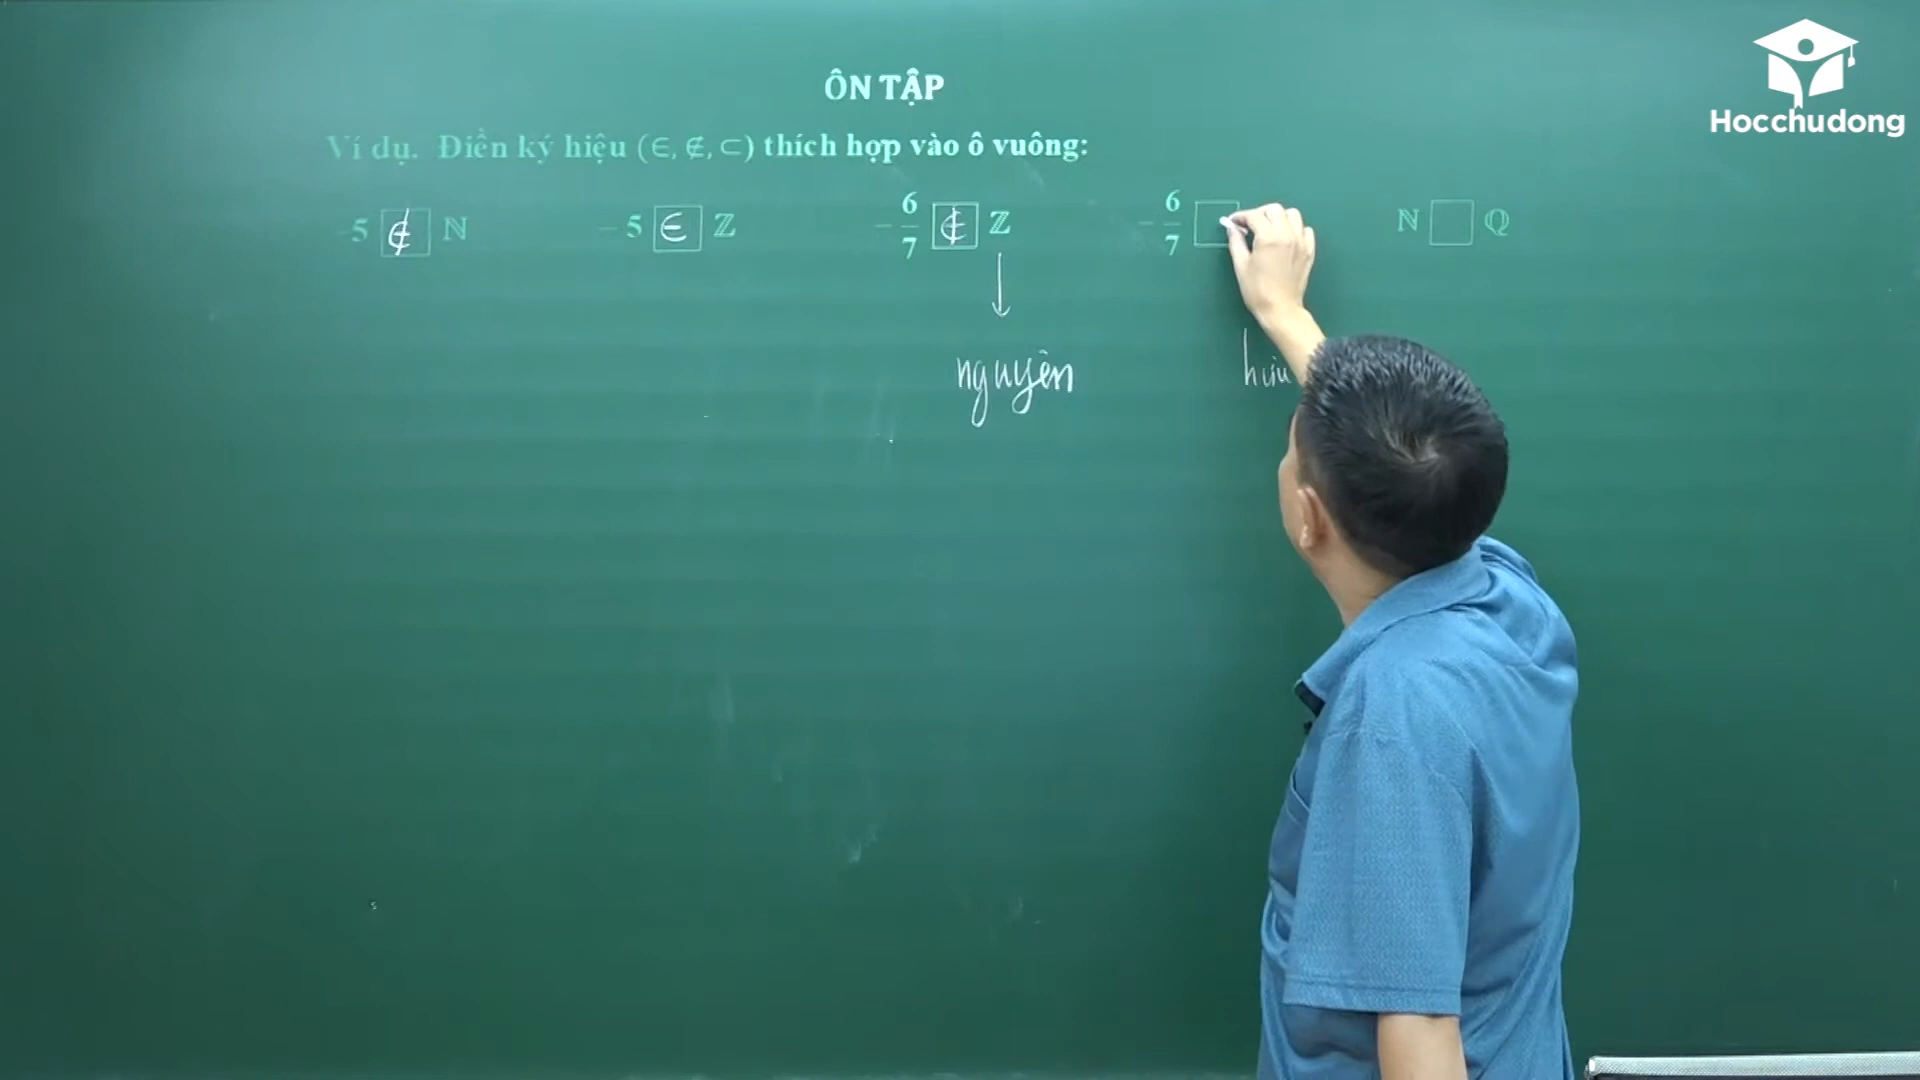 Hocchudong
ÔN TẬP
Ví dụ. Điền ký hiệu (∈, ∉, ⊂) thích hợp vào ô vuông:
-5 ∉ ℕ   - 5 ∈ ℤ   - 6/7 ∉ ℤ   - 6/7 □   ℕ □ ℚ
nguyên hữu